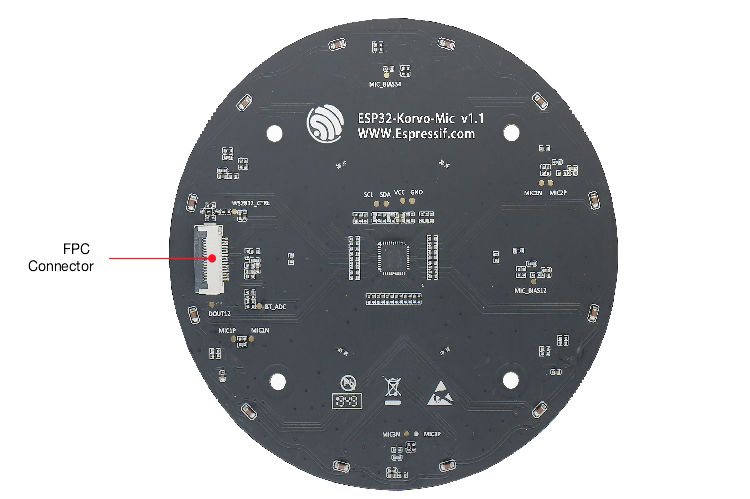 MIC_BIAS34
ESP32-Korvo-Mic v1.1
WWW.Espressif.com
MIC2N MIC2P
SCL SDA VCC GND
WS2812_CTRL
FPC
Connector
MIC_BIAS12
DOUT12
BT_ADC
MIC1P MIC1N
Pb
MIC3N MIC3P